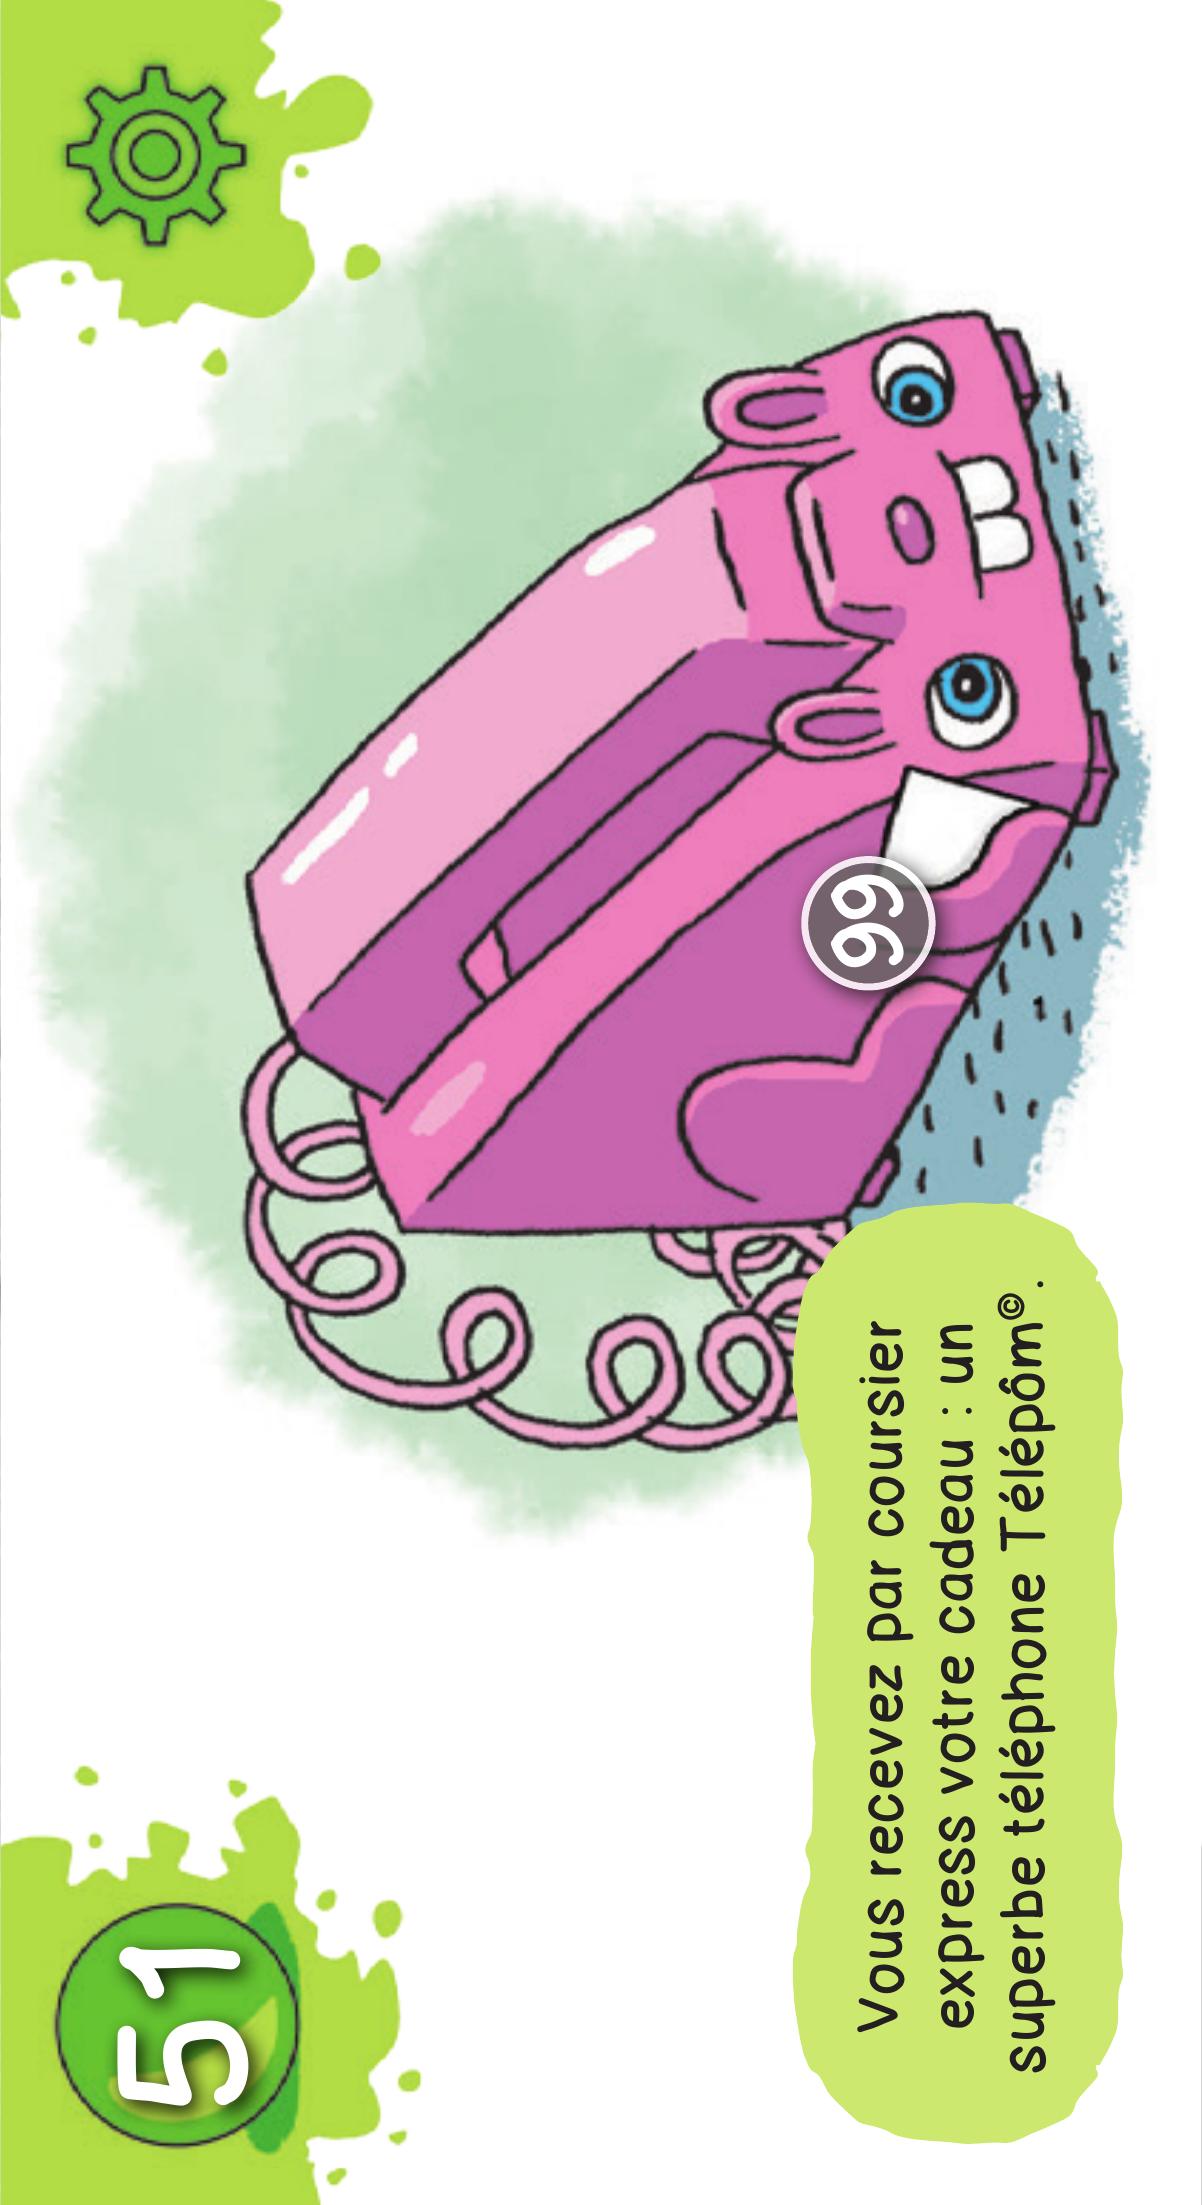 51
99
Vous recevez par coursier
express votre cadeau : un
superbe téléphone Télépôm©.